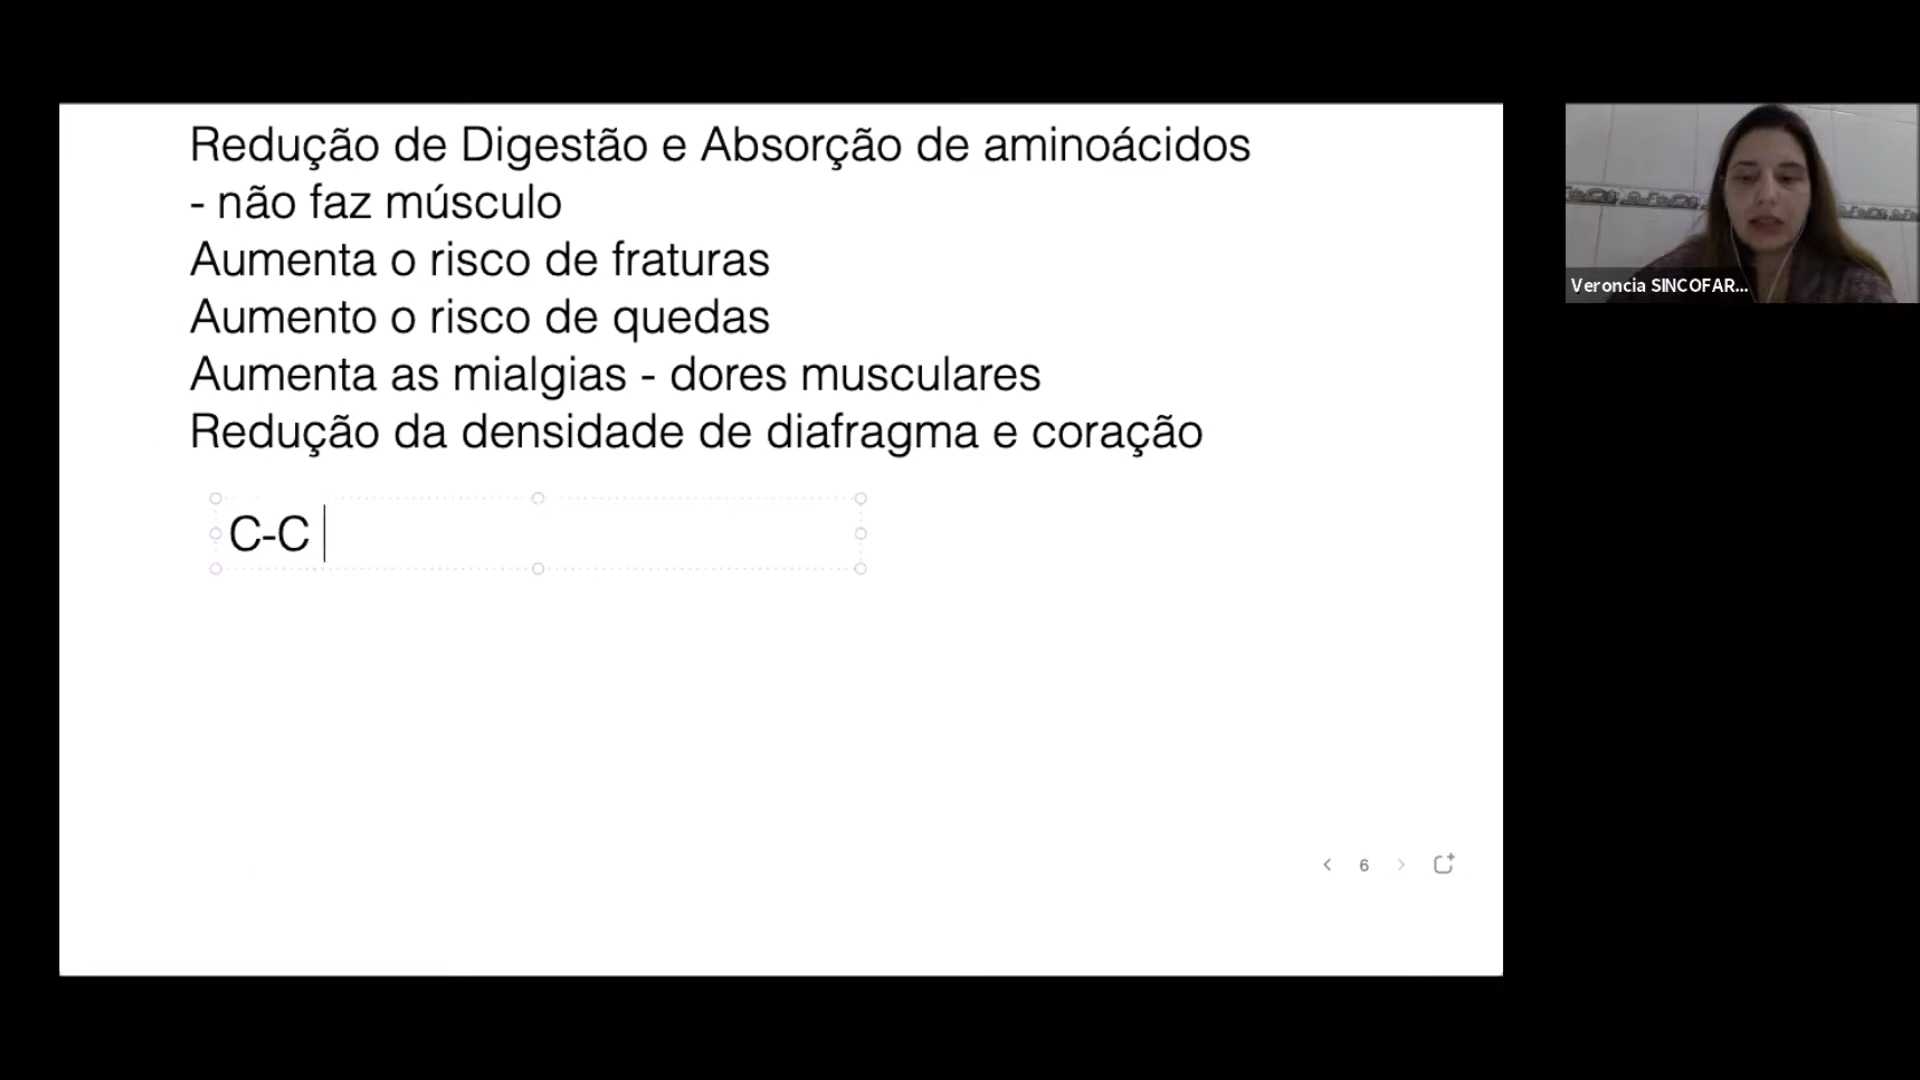 Redução de Digestão e Absorção de aminoácidos
- não faz músculo
Aumenta o risco de fraturas
Aumento o risco de quedas
Aumenta as mialgias - dores musculares
Redução da densidade de diafragma e coração
C-C
6
Veroncia SINCOFAR...